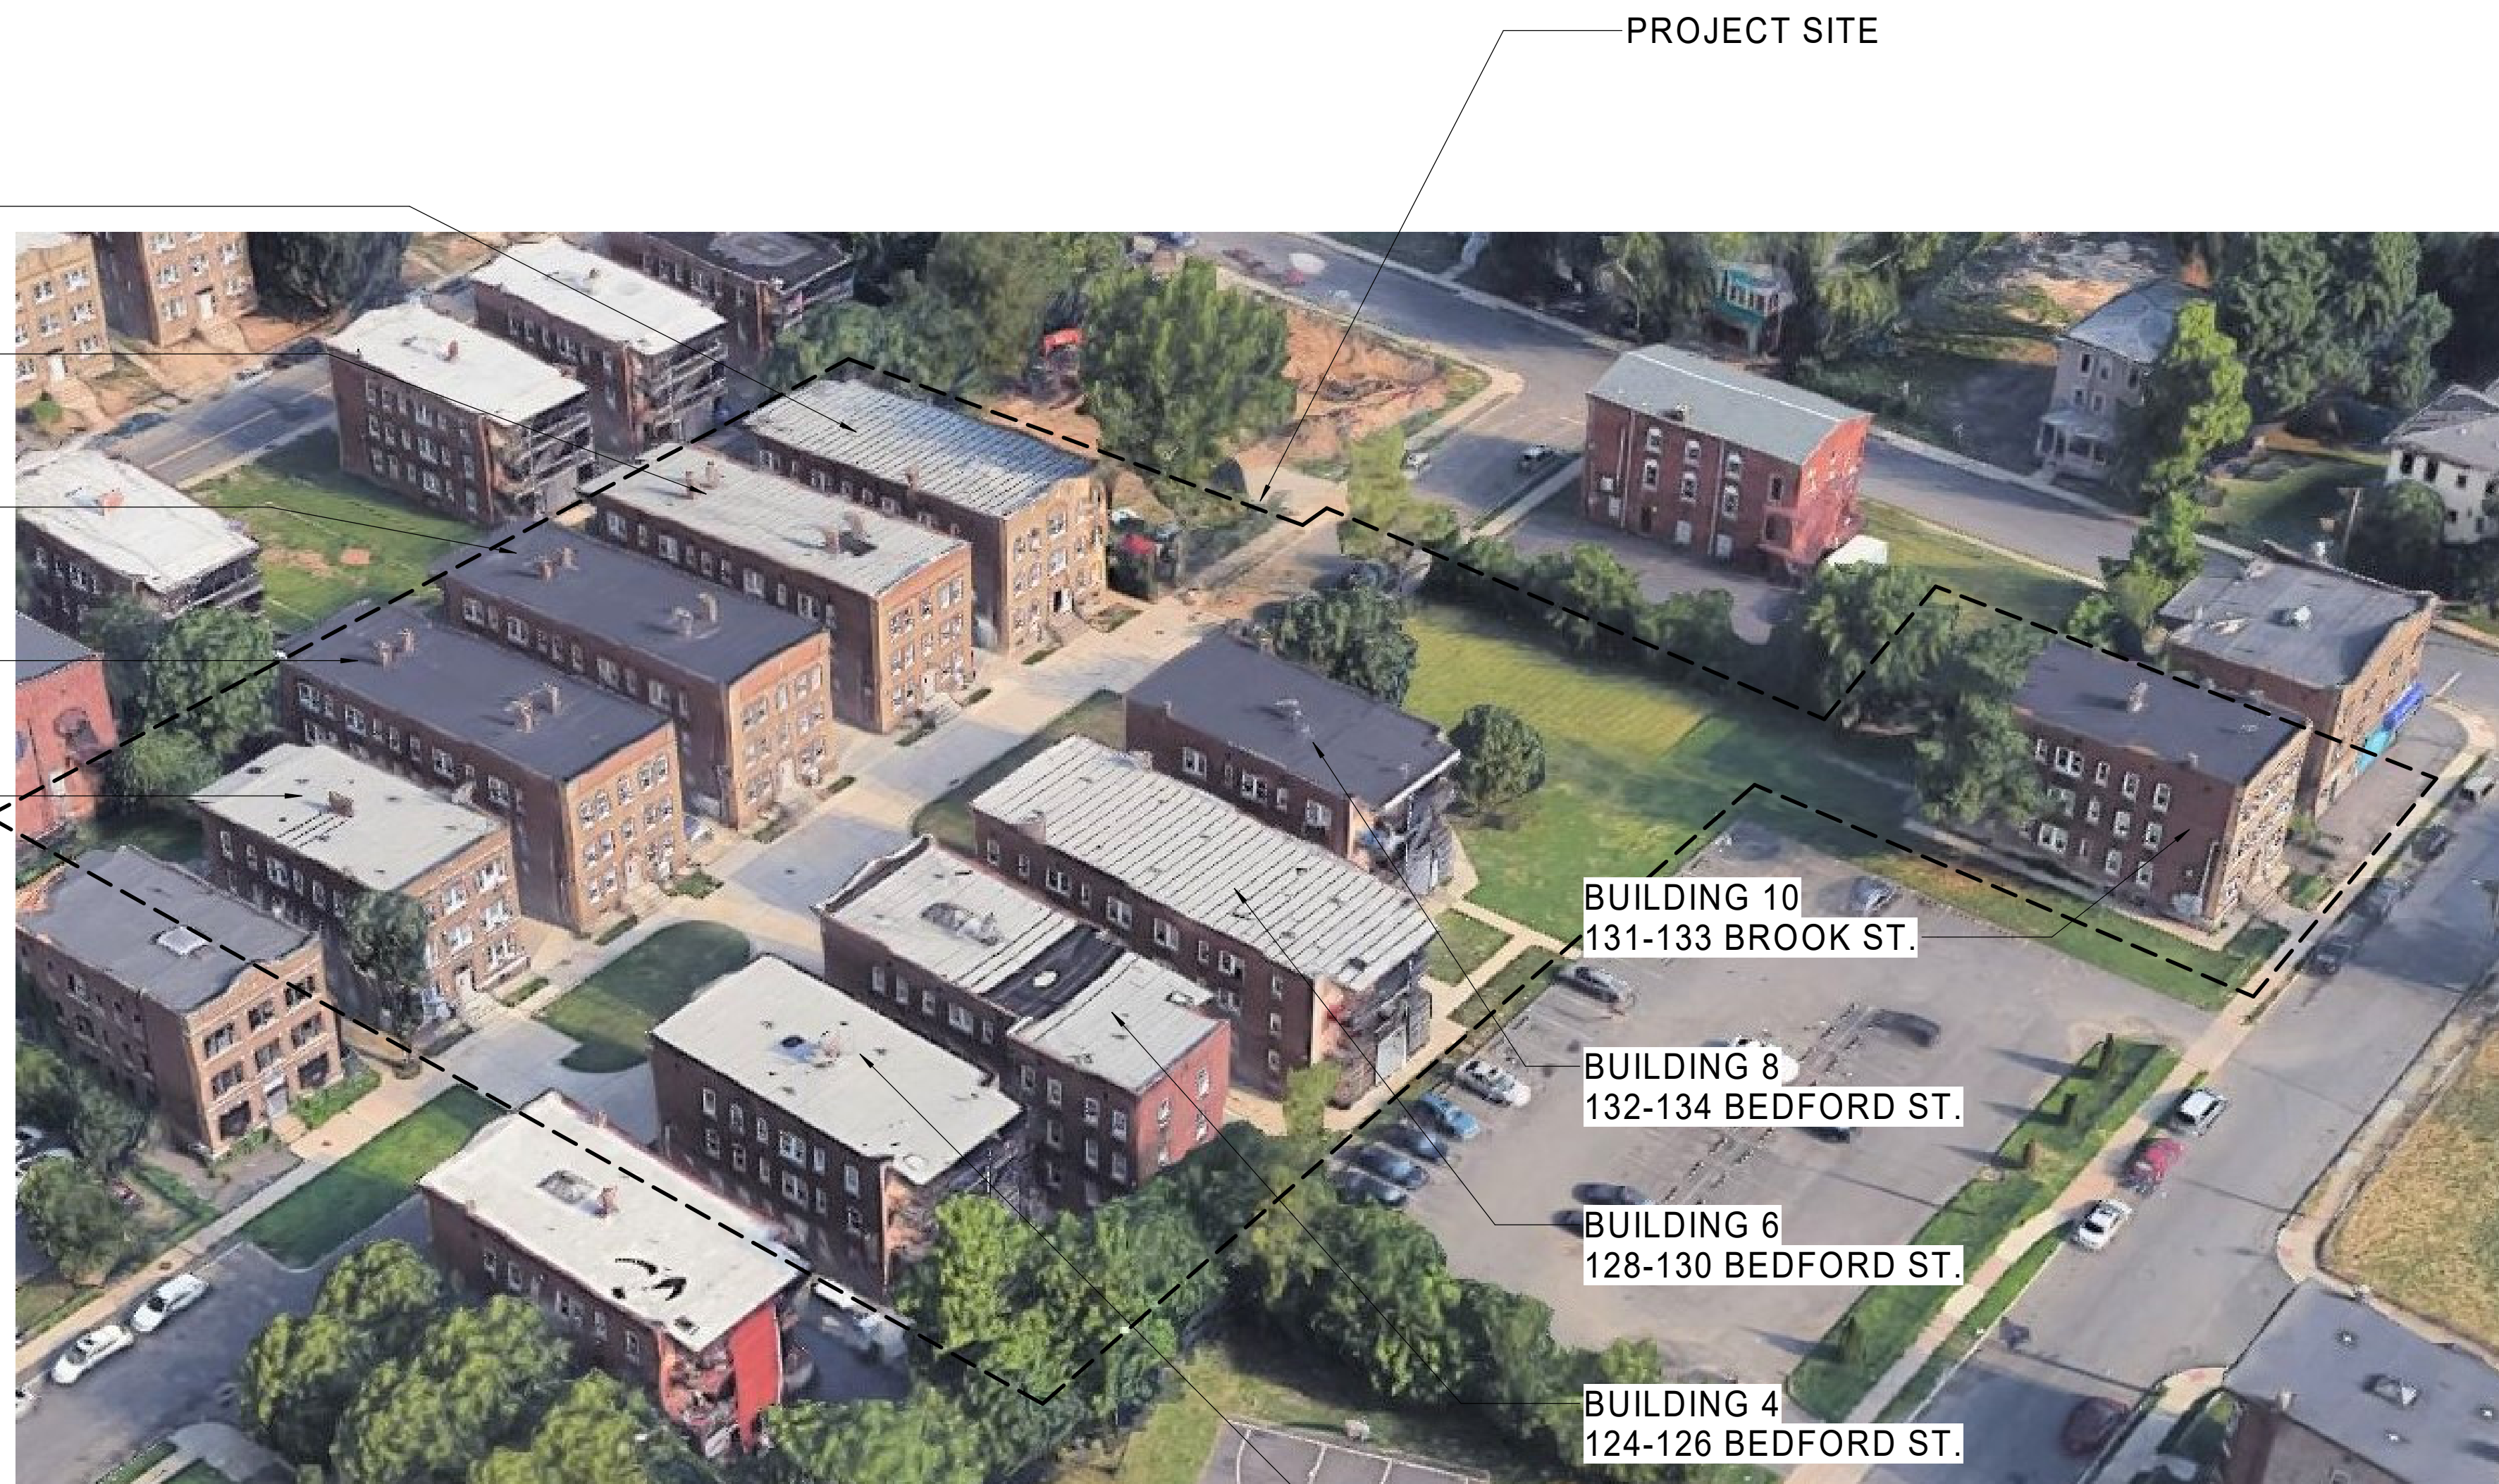 PROJECT SITE
BUILDING 10
131-133 BROOK ST.
BUILDING 8
132-134 BEDFORD ST.
BUILDING 6
128-130 BEDFORD ST.
BUILDING 4
124-126 BEDFORD ST.